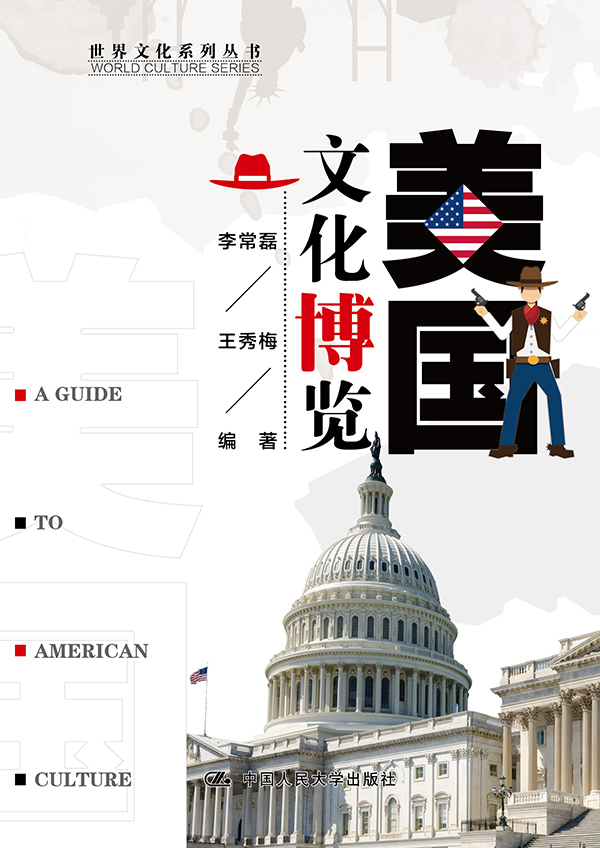 世界文化系列丛书
WORLD CULTURE SERIES
美国
文化博览
李常磊
王秀梅
编 著
A GUIDE
TO
AMERICAN
CULTURE
中国人民大学出版社